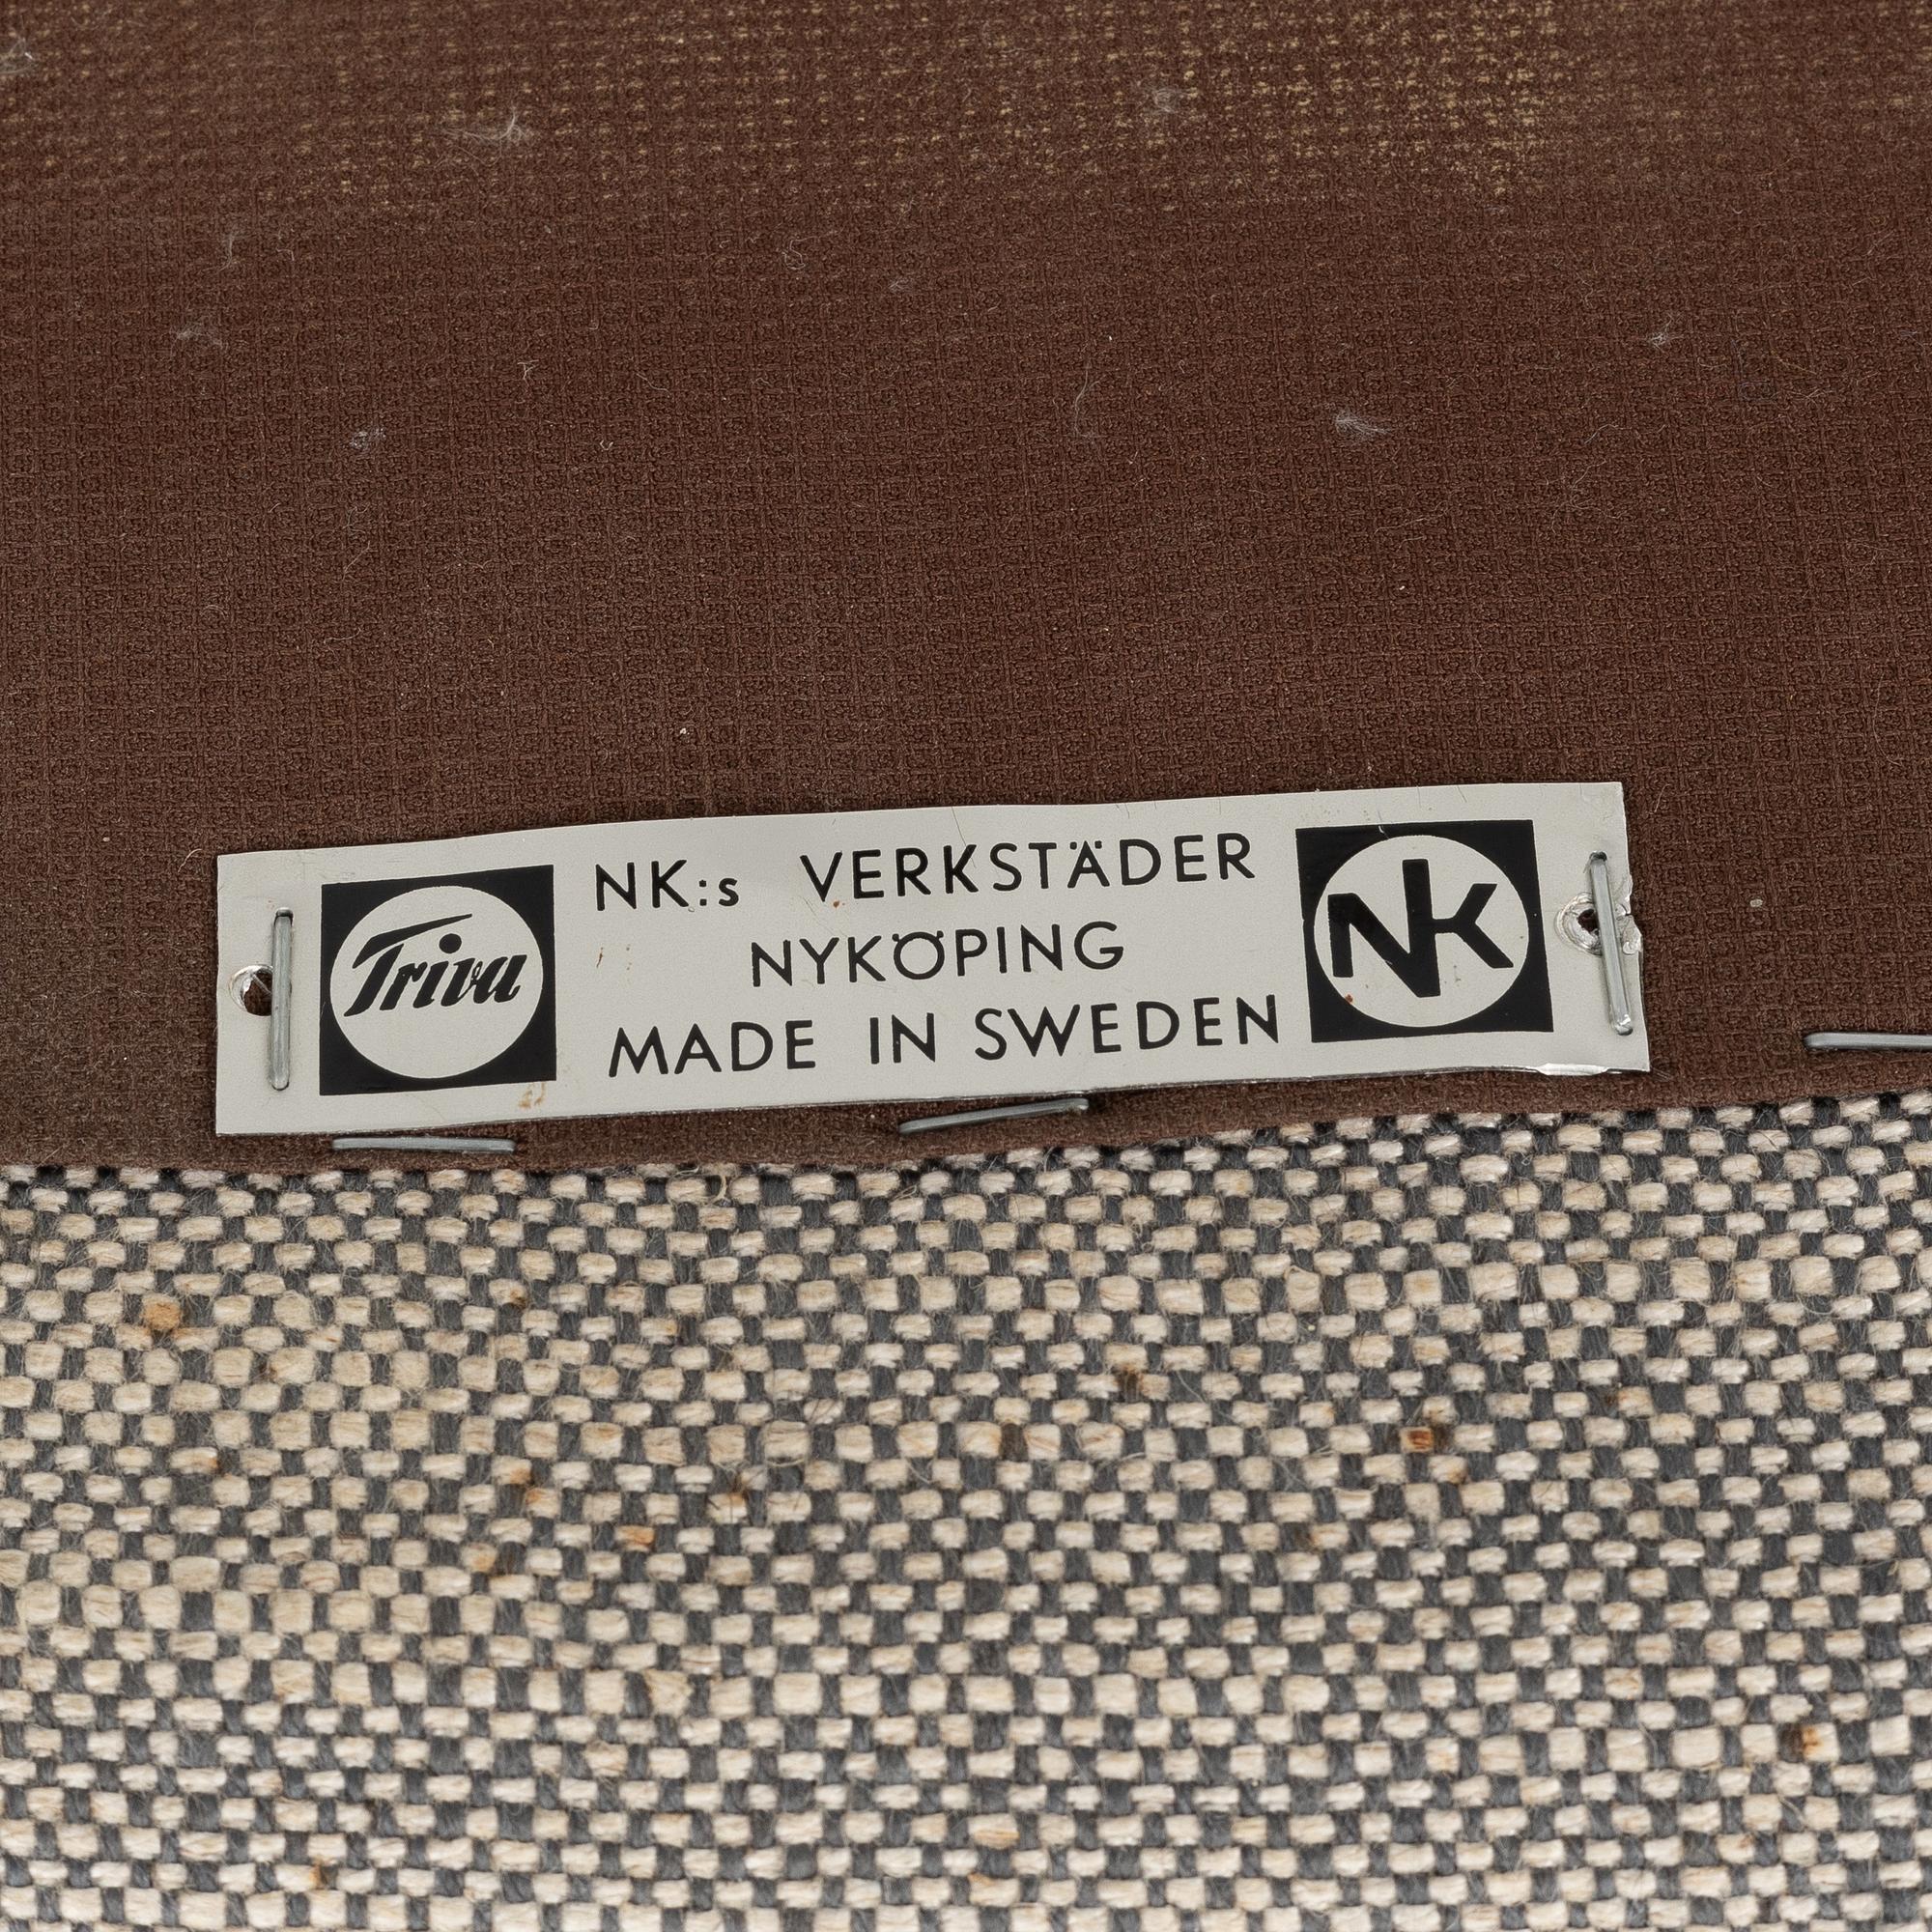 Triva
NK:s VERKSTÄDER
NYKÖPING
MADE IN SWEDEN
NK